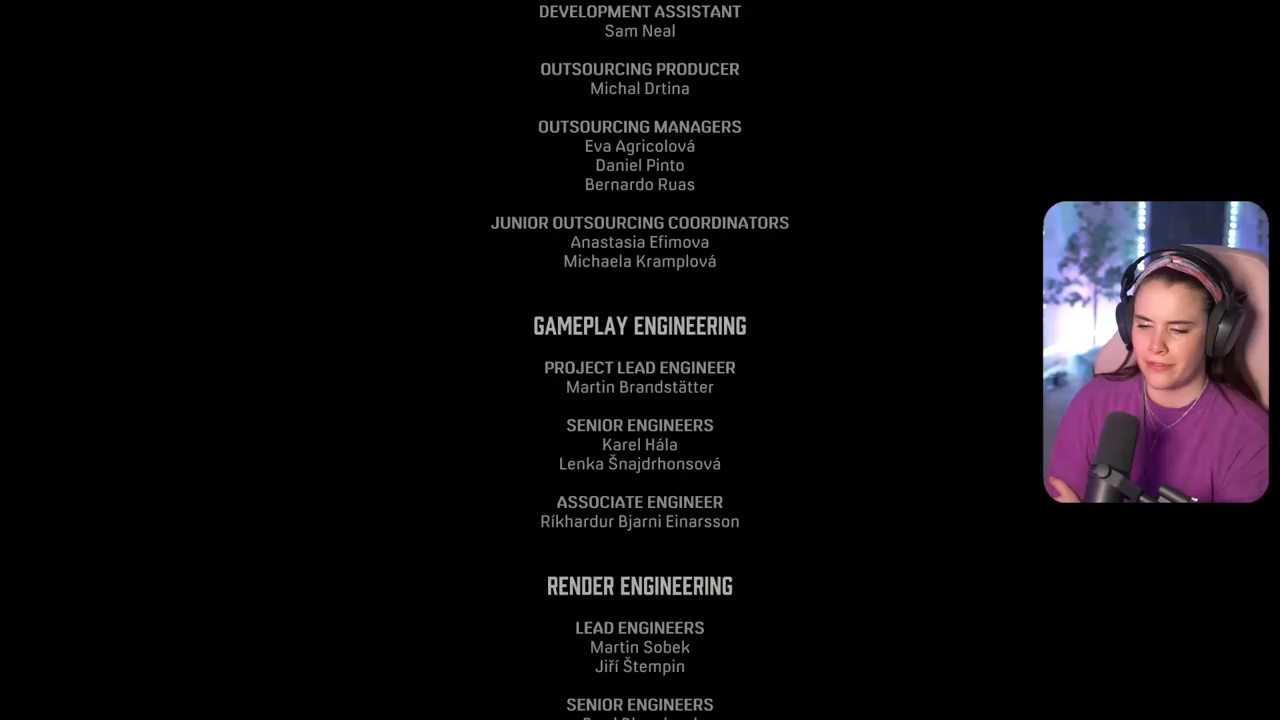 DEVELOPMENT ASSISTANT
Sam Neal
OUTSOURCING PRODUCER
Michal Drtina
OUTSOURCING MANAGERS
Eva Agricolová
Daniel Pinto
Bernardo Ruas
JUNIOR OUTSOURCING COORDINATORS
Anastasia Efimova
Michaela Kramplová
GAMEPLAY ENGINEERING
PROJECT LEAD ENGINEER
Martin Brandstätter
SENIOR ENGINEERS
Karel Hála
Lenka Šnajdrhonsová
ASSOCIATE ENGINEER
Ríkhardur Bjarni Einarsson
RENDER ENGINEERING
LEAD ENGINEERS
Martin Sobek
Jiří Štempin
SENIOR ENGINEERS